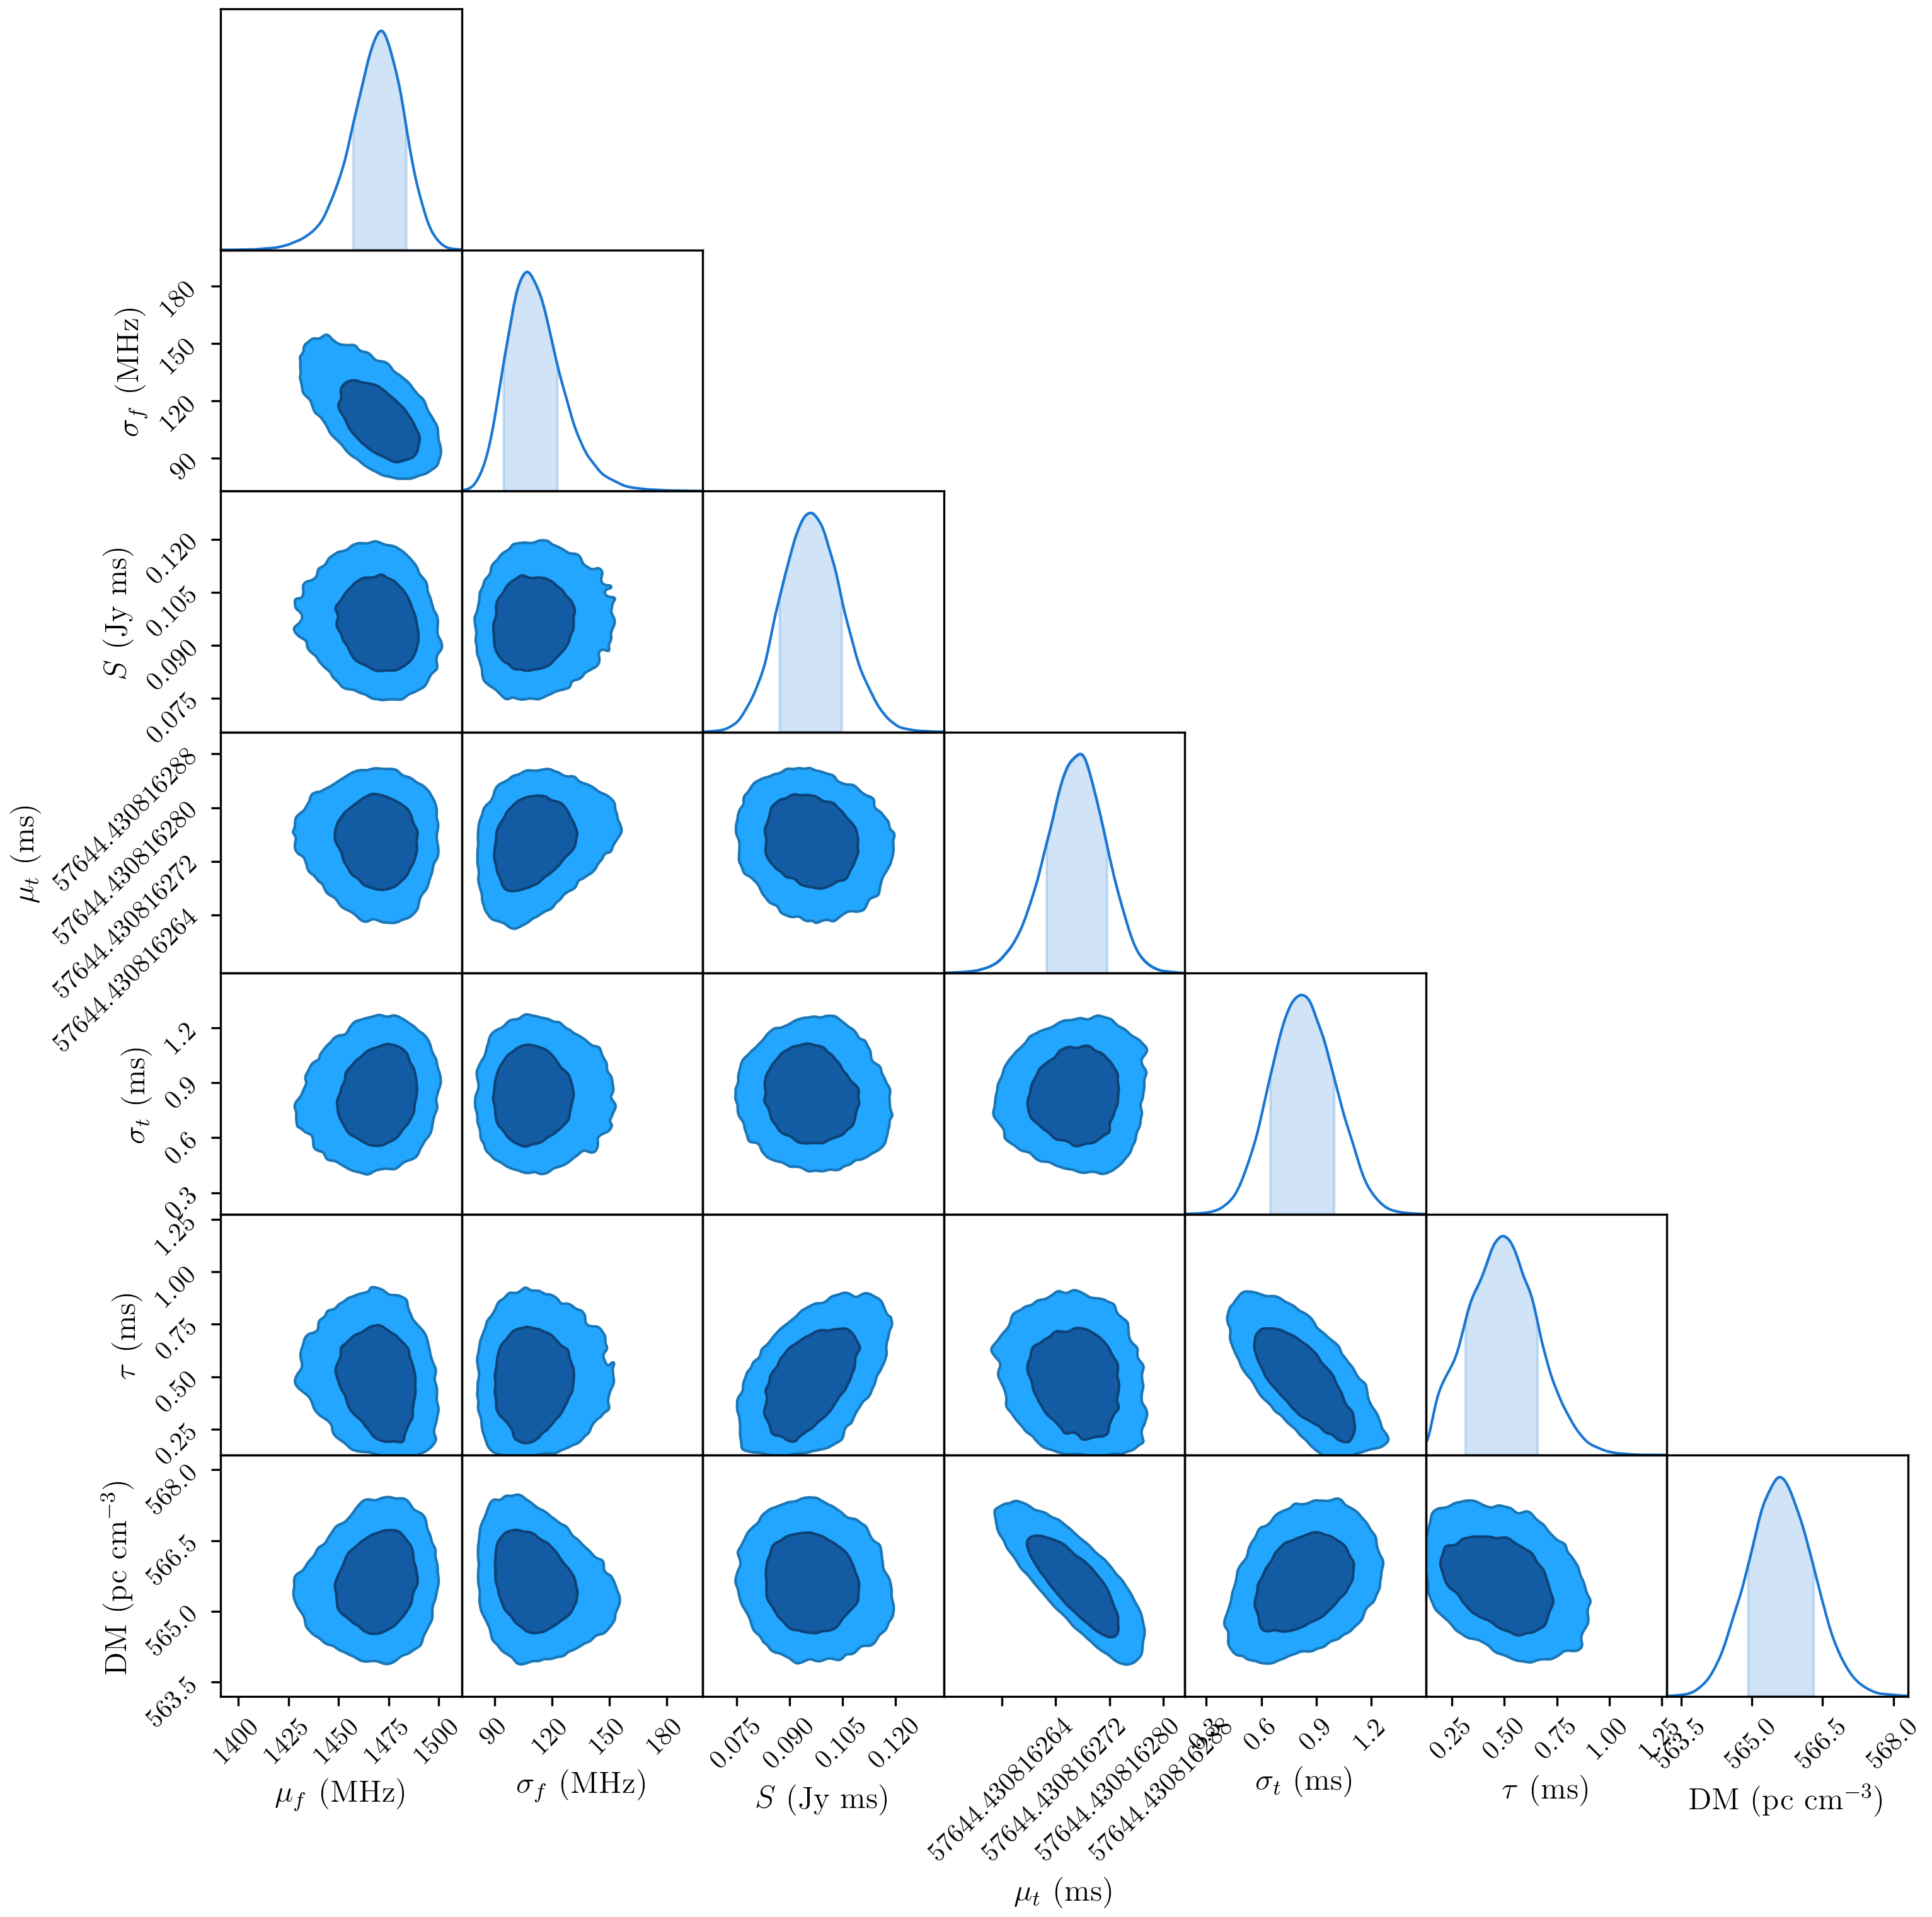 σ_f (MHz)
180
150
120
90
S (Jy ms)
0.120
0.105
0.090
0.075
μ_t (ms)
57644.430816288
57644.430816280
57644.430816272
57644.430816264
σ_t (ms)
1.2
0.9
0.6
0.3
τ (ms)
1.25
1.00
0.75
0.50
0.25
DM (pc cm⁻³)
568.0
566.5
565.0
563.5
1400 1425 1450 1475 1500
μ_f (MHz)
90 120 150 180
σ_f (MHz)
0.075 0.090 0.105 0.120
S (Jy ms)
57644.430816264 57644.430816272 57644.430816280 57644.430816288
μ_t (ms)
0.3 0.6 0.9 1.2
σ_t (ms)
0.25 0.50 0.75 1.00 1.25
τ (ms)
563.5 565.0 566.5 568.0
DM (pc cm⁻³)